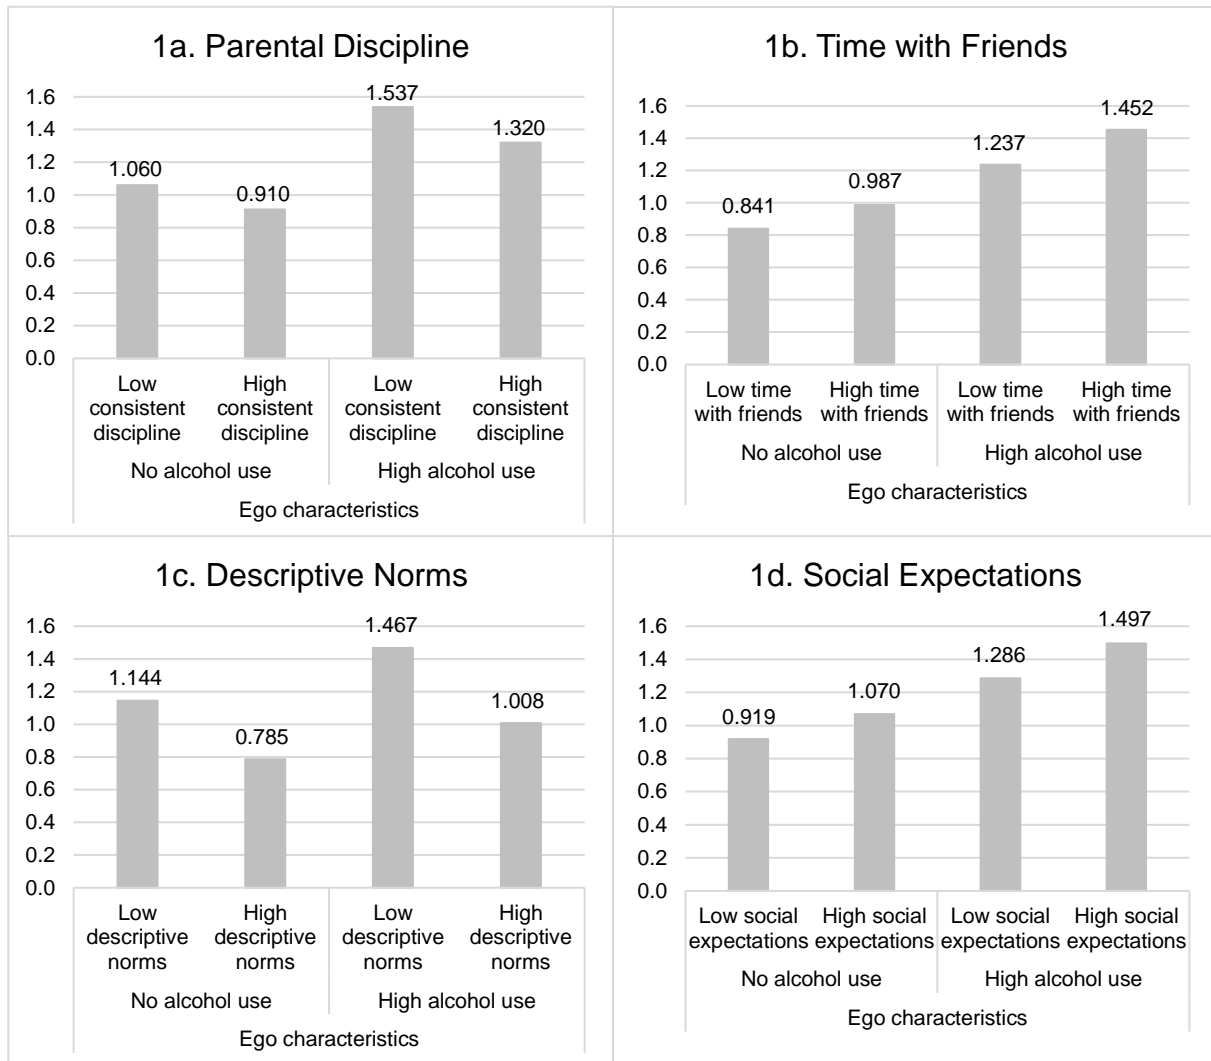 1a. Parental Discipline
1.6
1.4
1.2
1.0
0.8
0.6
0.4
0.2
0.0
1.060
0.910
1.537
1.320
Low consistent discipline
High consistent discipline
Low consistent discipline
High consistent discipline
No alcohol use
High alcohol use
Ego characteristics
1b. Time with Friends
1.6
1.4
1.2
1.0
0.8
0.6
0.4
0.2
0.0
0.841
0.987
1.237
1.452
Low time with friends
High time with friends
Low time with friends
High time with friends
No alcohol use
High alcohol use
Ego characteristics
1c. Descriptive Norms
1.6
1.4
1.2
1.0
0.8
0.6
0.4
0.2
0.0
1.144
0.785
1.467
1.008
Low descriptive norms
High descriptive norms
Low descriptive norms
High descriptive norms
No alcohol use
High alcohol use
Ego characteristics
1d. Social Expectations
1.6
1.4
1.2
1.0
0.8
0.6
0.4
0.2
0.0
0.919
1.070
1.286
1.497
Low social expectations
High social expectations
Low social expectations
High social expectations
No alcohol use
High alcohol use
Ego characteristics